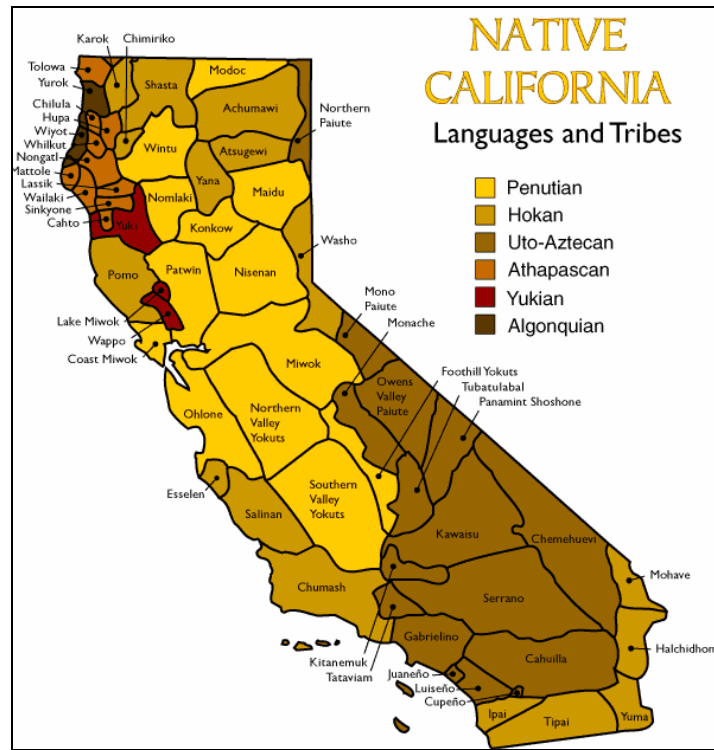 NATIVE
CALIFORNIA
Languages and Tribes
Penutian
Hokan
Uto-Aztecan
Athapascan
Yukian
Algonquian
Karok
Chimiriko
Tolowa
Yurok
Chilula
Hupa
Wiyot
Whilkut
Nongatl
Mattole
Lassik
Wailaki
Sinkyone
Cahto
Shasta
Modoc
Achumawi
Northern
Paiute
Atsugewi
Wintu
Yana
Nomlaki
Maidu
Yuki
Konkow
Washo
Pomo
Patwin
Nisenan
Mono
Paiute
Monache
Lake Miwok
Wappo
Coast Miwok
Miwok
Foothill Yokuts
Tubatulabal
Panamint Shoshone
Owens
Valley
Paiute
Ohlone
Northern
Valley
Yokuts
Southern
Valley
Yokuts
Esselen
Salinan
Kawaisu
Chemehuevi
Chumash
Serrano
Mohave
Kitanemuk
Tataviam
Gabrielino
Cahuilla
Halchidhon
Juaneño
Luiseño
Cupeño
Ipai
Tipai
Yuma